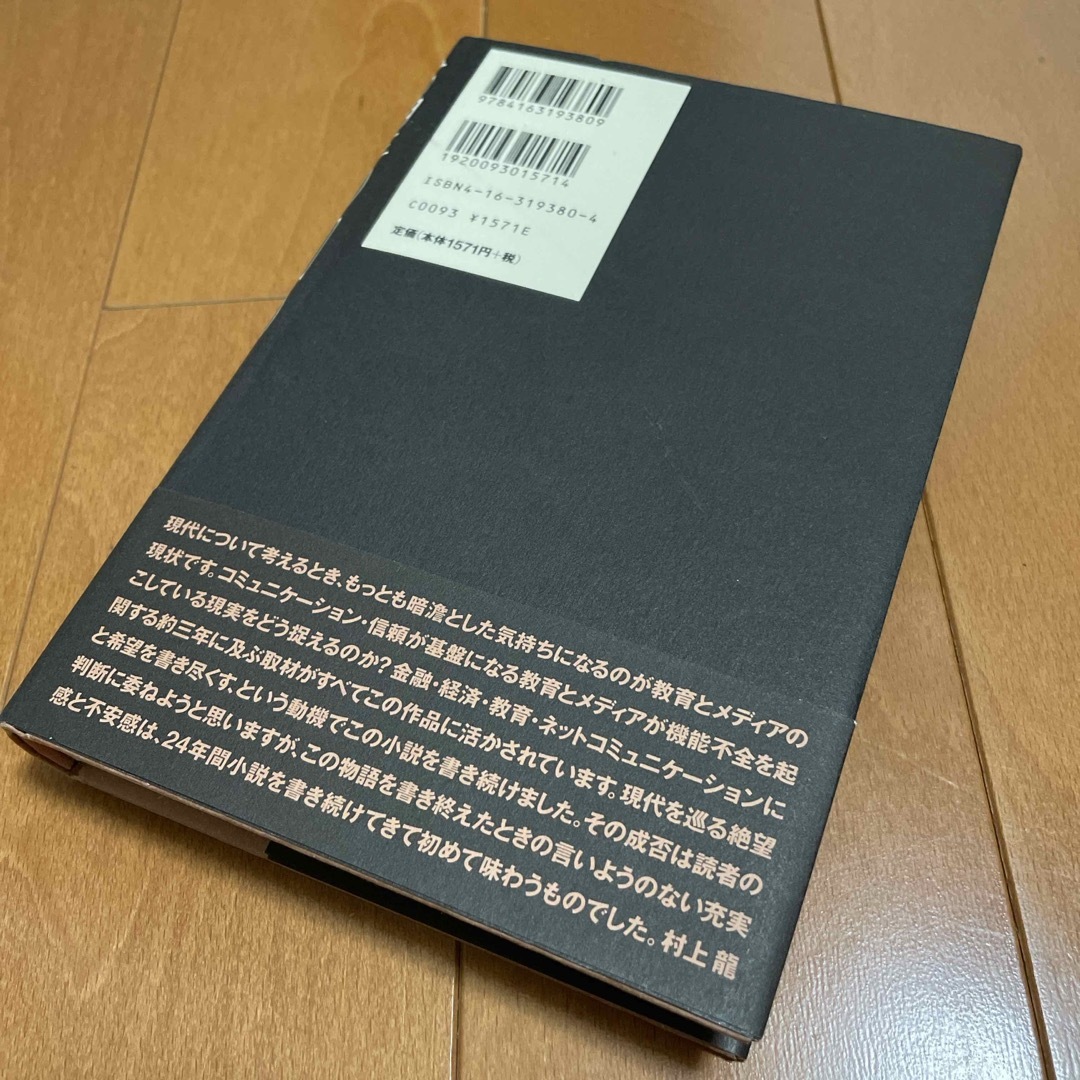 9784163193809
1920093015714
ISBN4-16-319380-4
C0093 ¥1571E
定価(本体1571円+税)
現代について考えるとき、もっとも暗澹とした気持ちになるのが教育とメディアの
現状です。コミュニケーション・信頼が基盤になる教育とメディアが機能不全を起
こしている現実をどう捉えるのか? 金融・経済・教育・ネットコミュニケーションに
関する約三年に及ぶ取材がすべてこの作品に活かされています。現代を巡る絶望
と希望を書き尽くす、という動機でこの小説を書き続けました。その成否は読者の
判断に委ねようと思いますが、この物語を書き終えたときの言いようのない充実
感と不安感は、24年間小説を書き続けてきて初めて味わうものでした。村上 龍